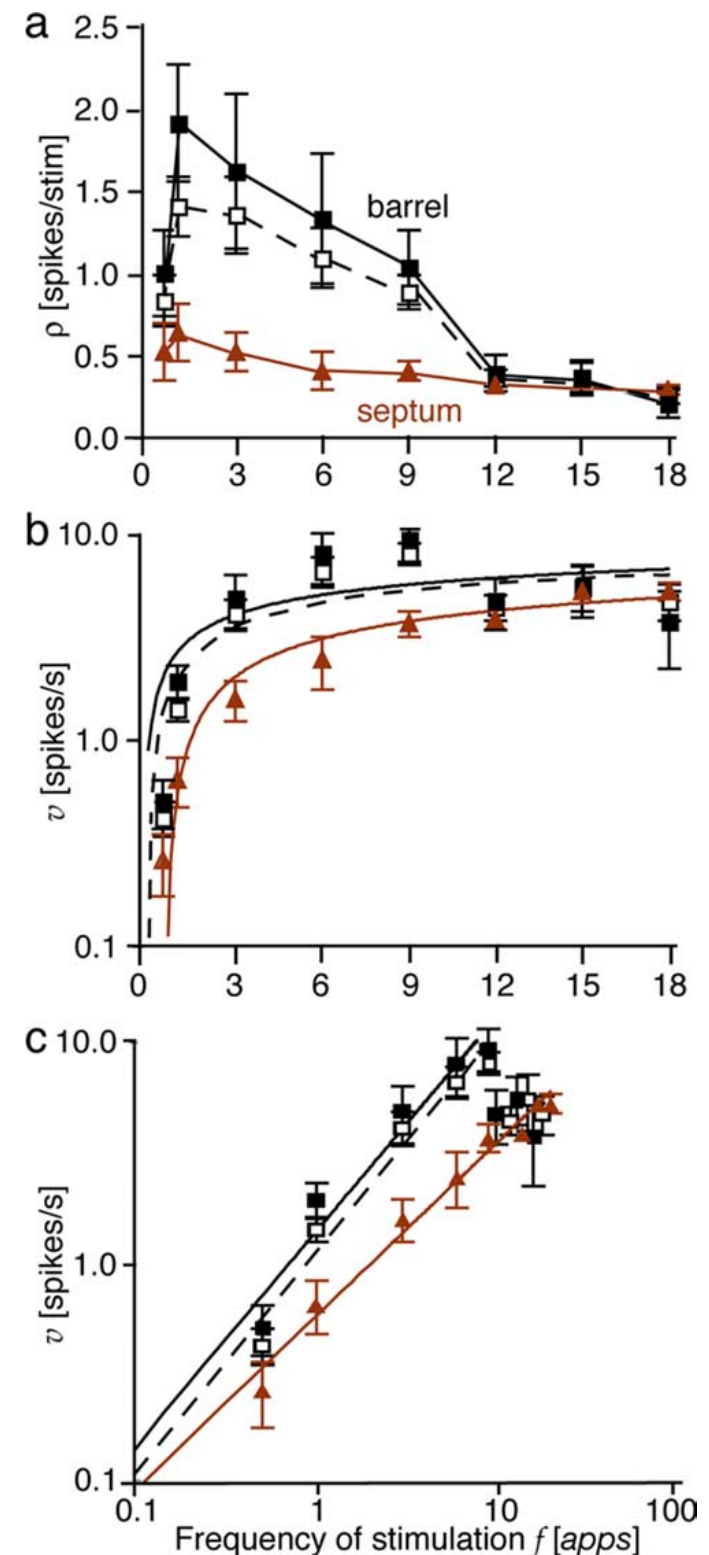 a
2.5
2.0
1.5
1.0
0.5
0.0
ρ [spikes/stim]
barrel
septum
0 3 6 9 12 15 18
b
10.0
1.0
0.1
v [spikes/s]
0 3 6 9 12 15 18
c
10.0
1.0
0.1
v [spikes/s]
0.1 1 10 100
Frequency of stimulation f [apps]